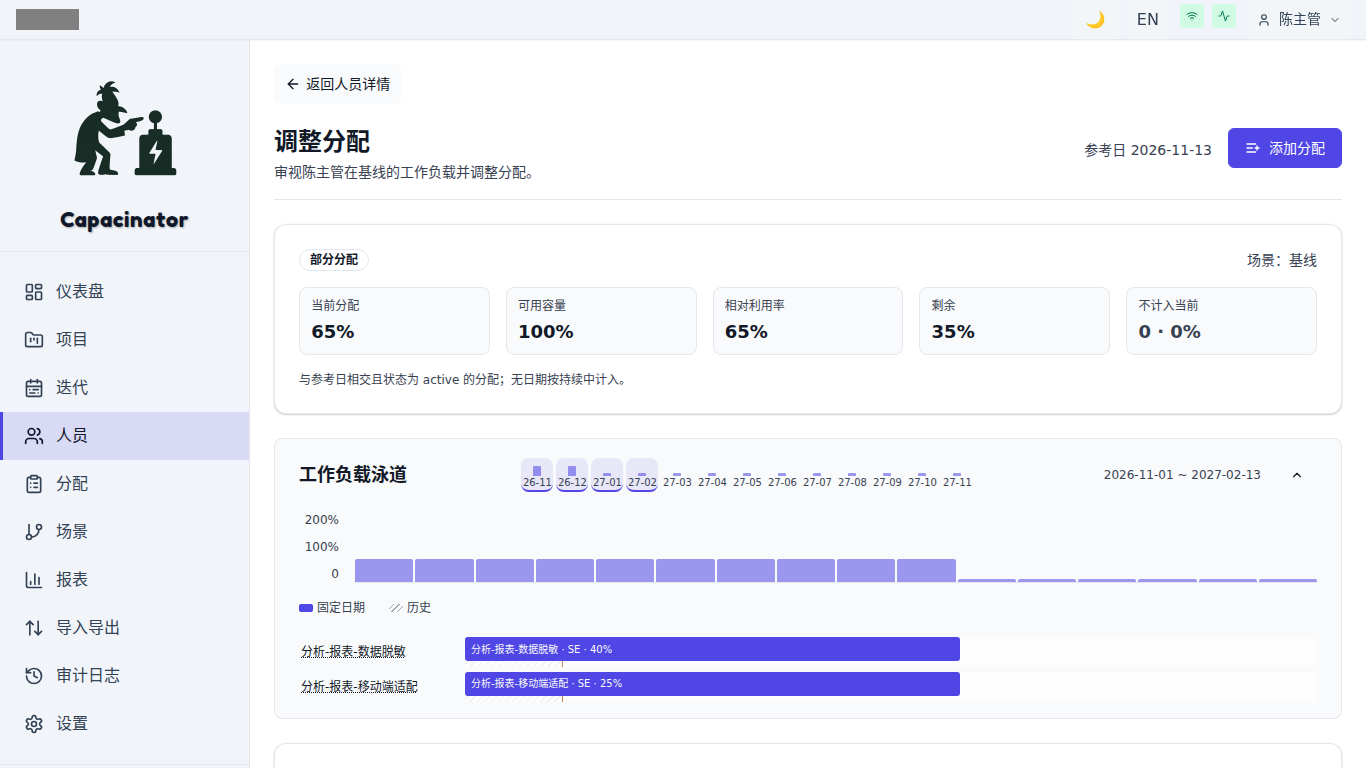 EN
陈主管
Capacinator
仪表盘
项目
迭代
人员
分配
场景
报表
导入导出
审计日志
设置
返回人员详情
调整分配
审视陈主管在基线的工作负载并调整分配。
参考日 2026-11-13
添加分配
部分分配
场景：基线
当前分配
65%
可用容量
100%
相对利用率
65%
剩余
35%
不计入当前
0 · 0%
与参考日相交且状态为 active 的分配；无日期按持续中计入。
工作负载泳道
26-11 26-12 27-01 27-02 27-03 27-04 27-05 27-06 27-07 27-08 27-09 27-10 27-11
2026-11-01 ~ 2027-02-13
200%
100%
0
固定日期
历史
分析-报表-数据脱敏
分析-报表-数据脱敏 · SE · 40%
分析-报表-移动端适配
分析-报表-移动端适配 · SE · 25%